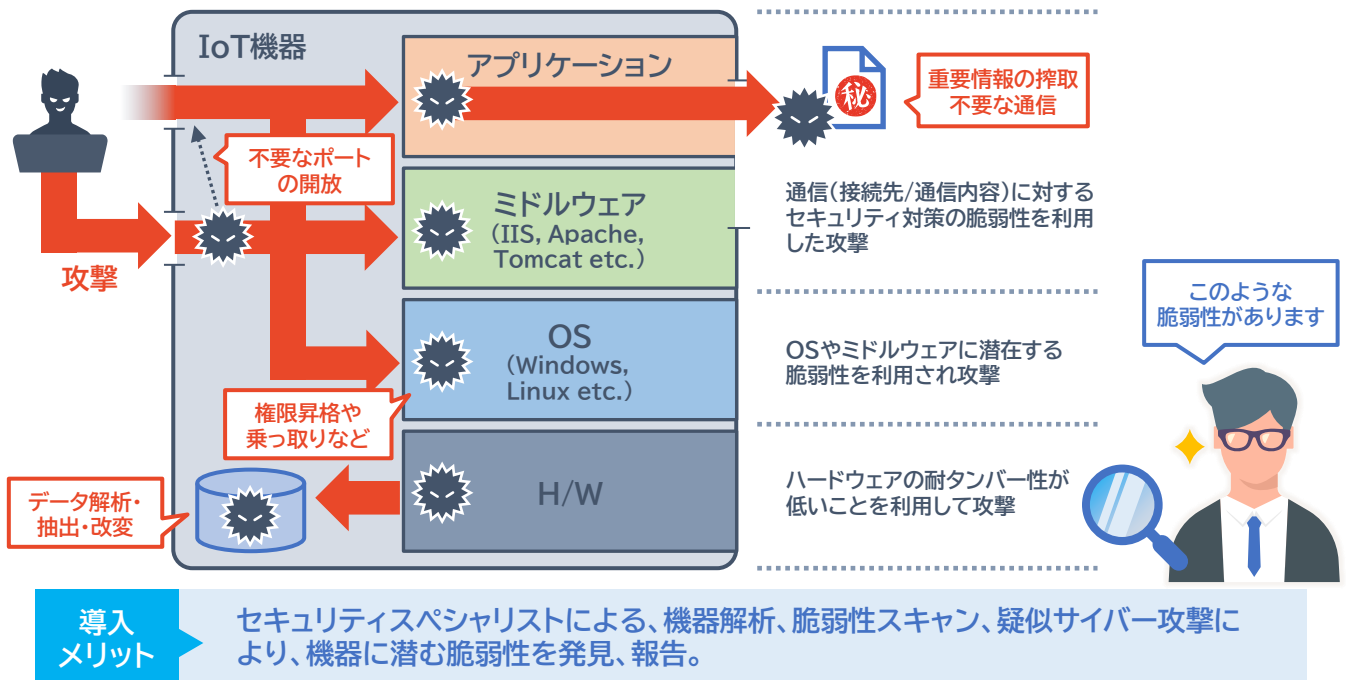 IoT機器
アプリケーション
秘
重要情報の搾取
不要な通信
不要なポート
の開放
ミドルウェア
(IIS, Apache,
Tomcat etc.)
通信(接続先/通信内容)に対する
セキュリティ対策の脆弱性を利用
した攻撃
攻撃
このような
脆弱性があります
OS
(Windows,
Linux etc.)
OSやミドルウェアに潜在する
脆弱性を利用され攻撃
権限昇格や
乗っ取りなど
H/W
ハードウェアの耐タンバー性が
低いことを利用して攻撃
データ解析・
抽出・改変
導入
メリット
セキュリティスペシャリストによる、機器解析、脆弱性スキャン、疑似サイバー攻撃に
より、機器に潜む脆弱性を発見、報告。